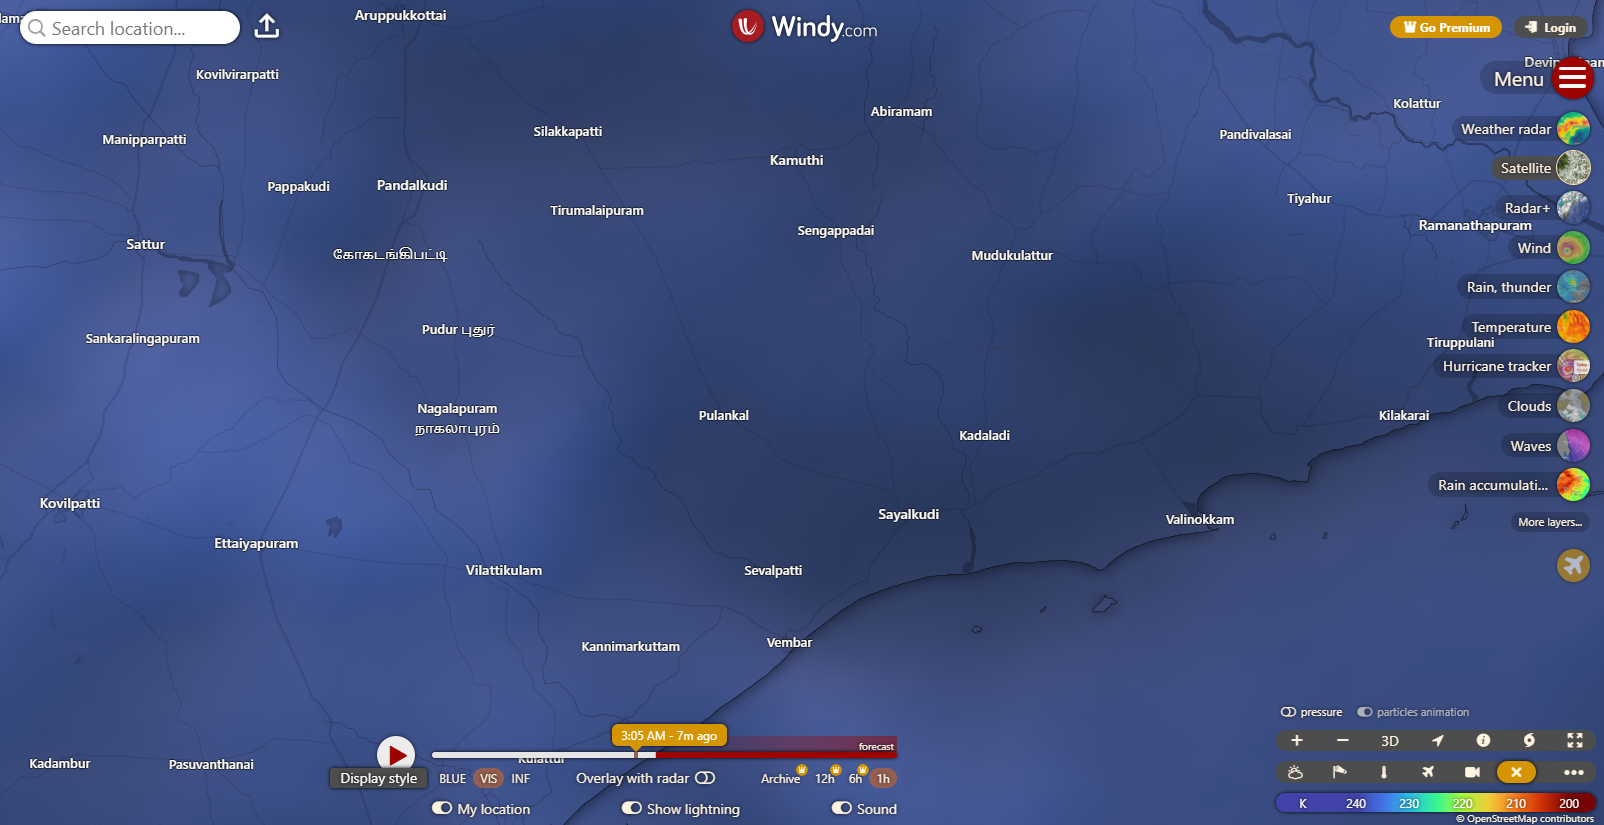 Search location...
Windy.com
Go Premium
Login
Menu
Weather radar
Satellite
Radar+
Wind
Rain, thunder
Temperature
Hurricane tracker
Clouds
Waves
Rain accumulati...
More layers...
Aruppukkottai
Kovilvirarpatti
Abiramam
Kolattur
Silakkapatti
Pandivalasai
Manipparpatti
Kamuthi
Pappakudi
Pandalkudi
Tirumalaipuram
Tiyahur
Ramanathapuram
Sengappadai
Sattur
கோகடங்கிபட்டி
Mudukulattur
Pudur புதூர்
Sankaralingapuram
Tiruppulani
Nagalapuram
நாகலாபுரம்
Pulankal
Kilakarai
Kadaladi
Kovilpatti
Sayalkudi
Valinokkam
Ettaiyapuram
Vilattikulam
Sevalpatti
Kannimarkuttam
Vembar
Kadambur
Pasuvanthanai
Kulattur
3:05 AM - 7m ago
forecast
Display style
BLUE VIS INF
Overlay with radar
Archive 12h 6h 1h
My location
Show lightning
Sound
pressure
particles animation
3D
K 240 230 220 210 200
© OpenStreetMap contributors